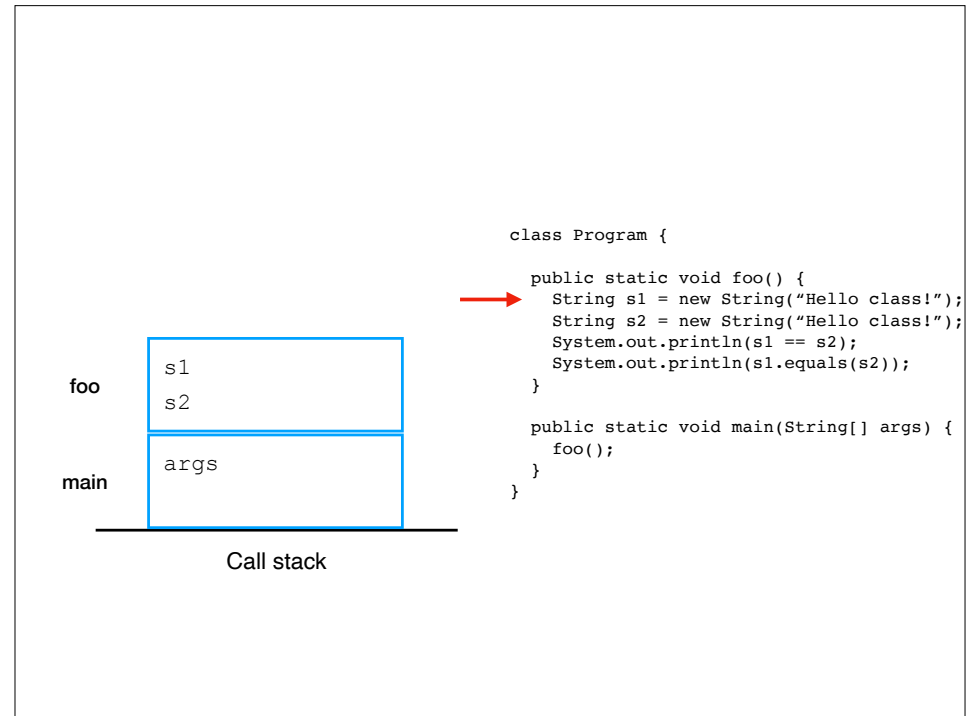 class Program {
public static void foo() {
String s1 = new String(“Hello class!”);
String s2 = new String(“Hello class!”);
System.out.println(s1 == s2);
System.out.println(s1.equals(s2));
}
public static void main(String[] args) {
foo();
}
}
foo
s1
s2
main
args
Call stack